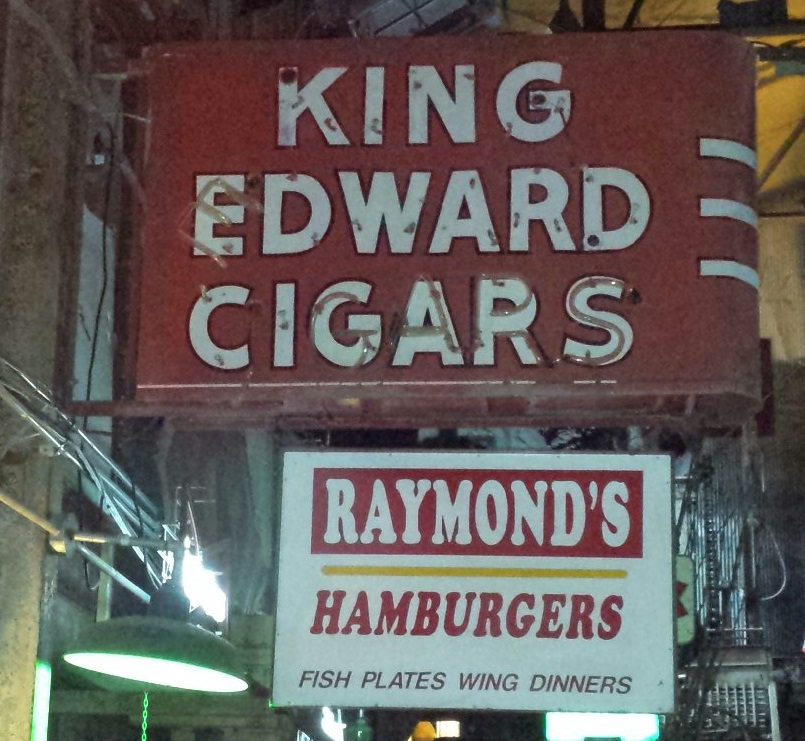 KING
EDWARD
CIGARS
RAYMOND'S
HAMBURGERS
FISH PLATES WING DINNERS